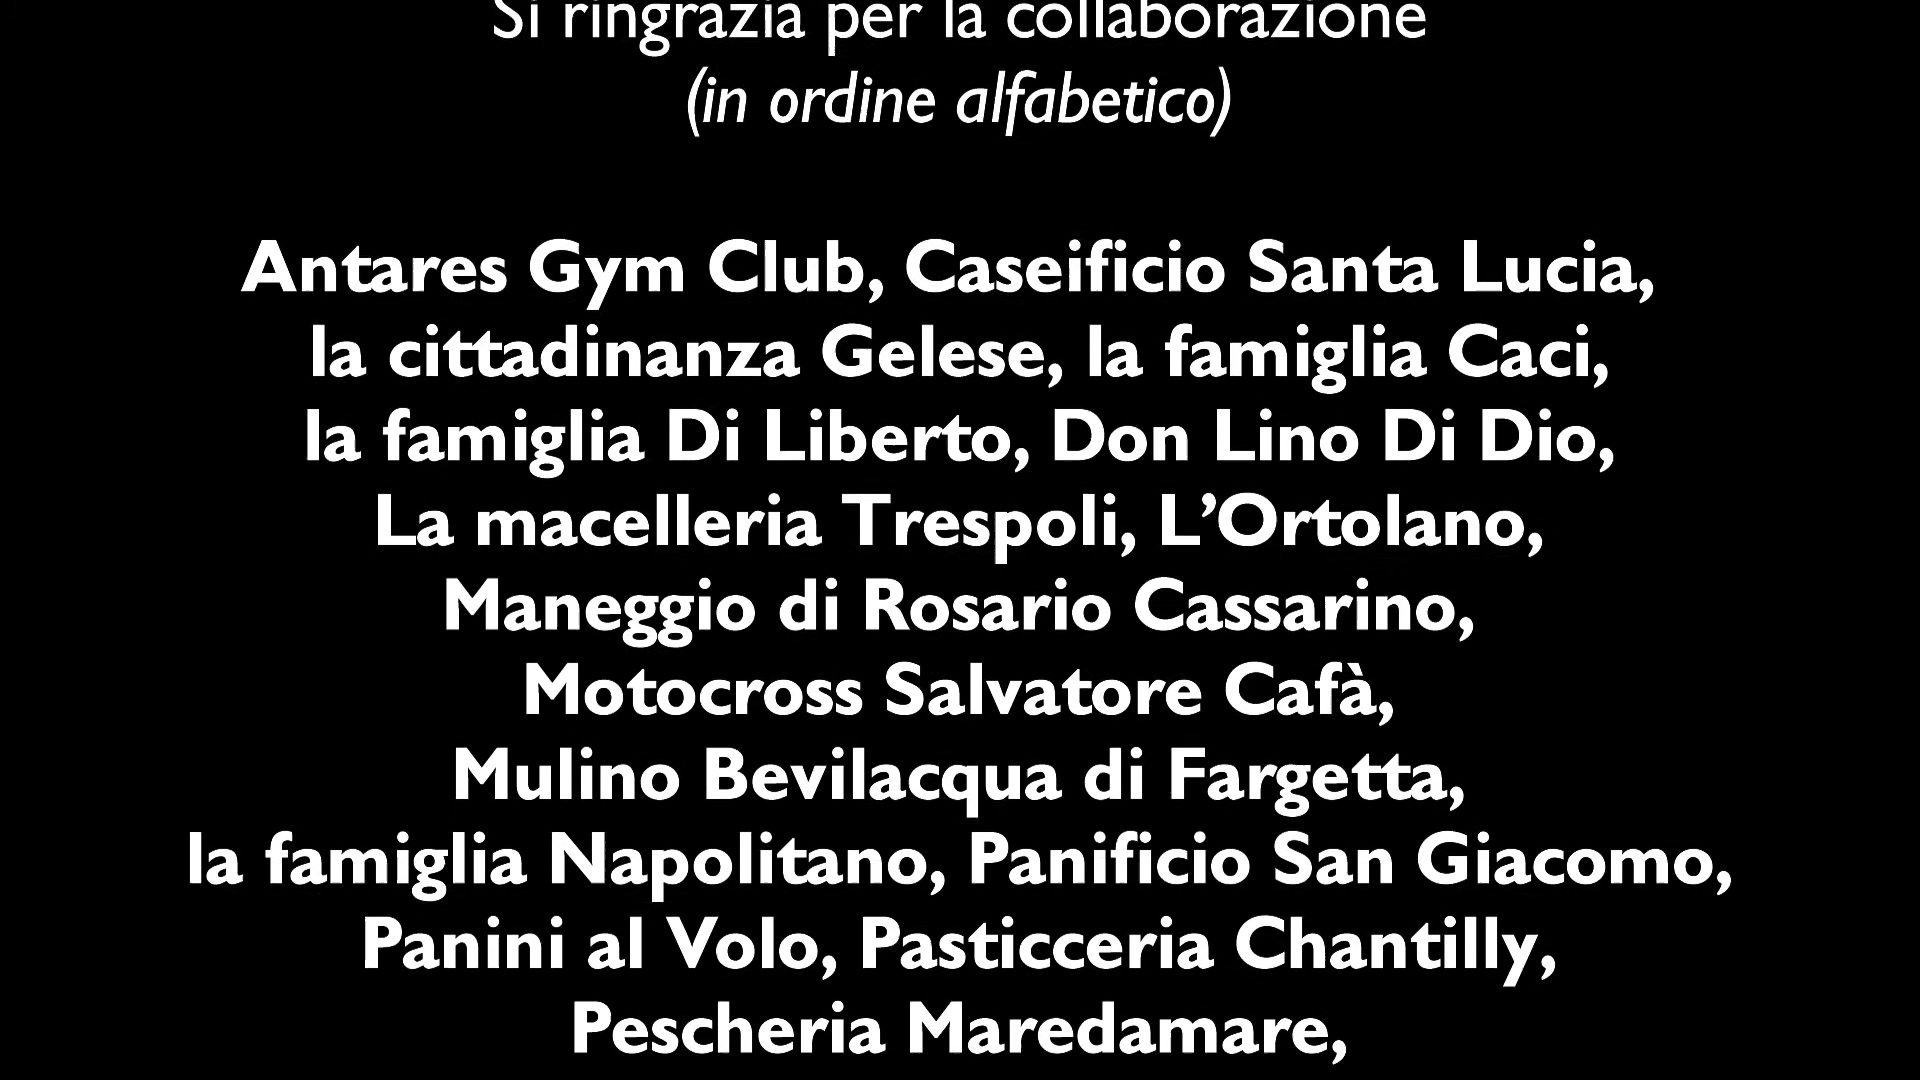 Si ringrazia per la collaborazione
(in ordine alfabetico)
Antares Gym Club, Caseificio Santa Lucia,
la cittadinanza Gelese, la famiglia Caci,
la famiglia Di Liberto, Don Lino Di Dio,
La macelleria Trespoli, L’Ortolano,
Maneggio di Rosario Cassarino,
Motocross Salvatore Cafà,
Mulino Bevilacqua di Fargetta,
la famiglia Napolitano, Panificio San Giacomo,
Panini al Volo, Pasticceria Chantilly,
Pescheria Maredamare,